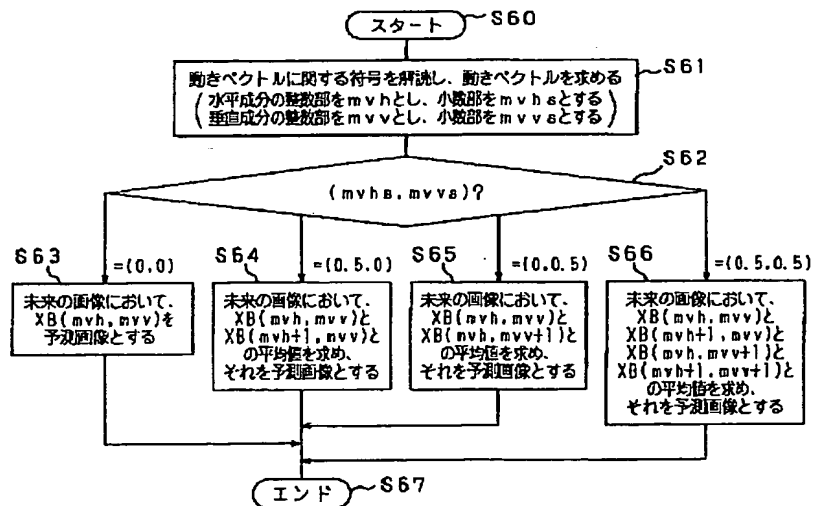 スタート
S60
動きベクトルに関する符号を解読し、動きベクトルを求める
S61
(水平成分の整数部をmvhとし、小数部をmvhsとする
垂直成分の整数部をmvvとし、小数部をmvvsとする)
S62
(mvhs,mvvs)?
S63
=(0,0)
未来の画像において、
XB(mvh,mvv)を
予測画像とする
S64
=(0.5,0)
未来の画像において、
XB(mvh,mvv)と
XB(mvh+1,mvv)と
の平均値を求め、
それを予測画像とする
S65
=(0,0.5)
未来の画像において、
XB(mvh,mvv)と
XB(mvh,mvv+1)と
の平均値を求め、
それを予測画像とする
S66
=(0.5,0.5)
未来の画像において、
XB(mvh,mvv)と
XB(mvh+1,mvv)と
XB(mvh,mvv+1)と
XB(mvh+1,mvv+1)と
の平均値を求め、
それを予測画像とする
エンド
S67